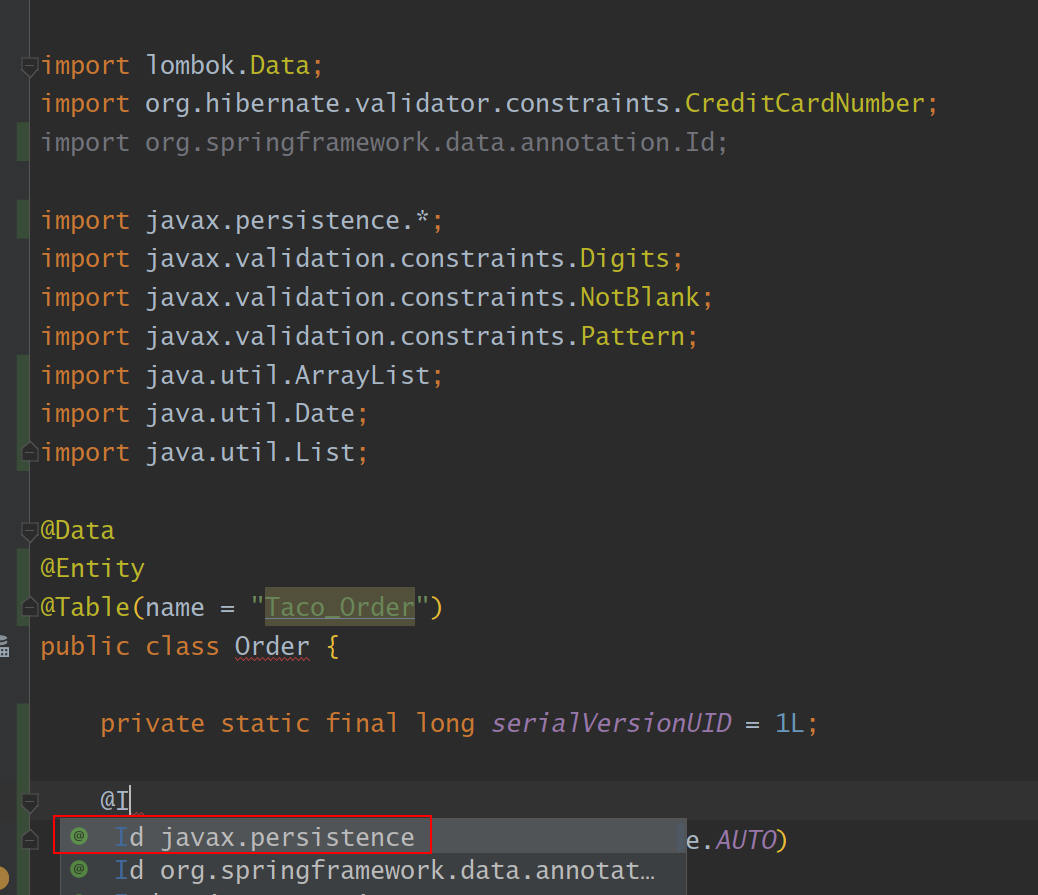 import lombok.Data;
import org.hibernate.validator.constraints.CreditCardNumber;
import org.springframework.data.annotation.Id;
import javax.persistence.*;
import javax.validation.constraints.Digits;
import javax.validation.constraints.NotBlank;
import javax.validation.constraints.Pattern;
import java.util.ArrayList;
import java.util.Date;
import java.util.List;
@Data
@Entity
@Table(name = "Taco_Order")
public class Order {
private static final long serialVersionUID = 1L;
@I
Id javax.persistence e.AUTO)
Id org.springframework.data.annotat…